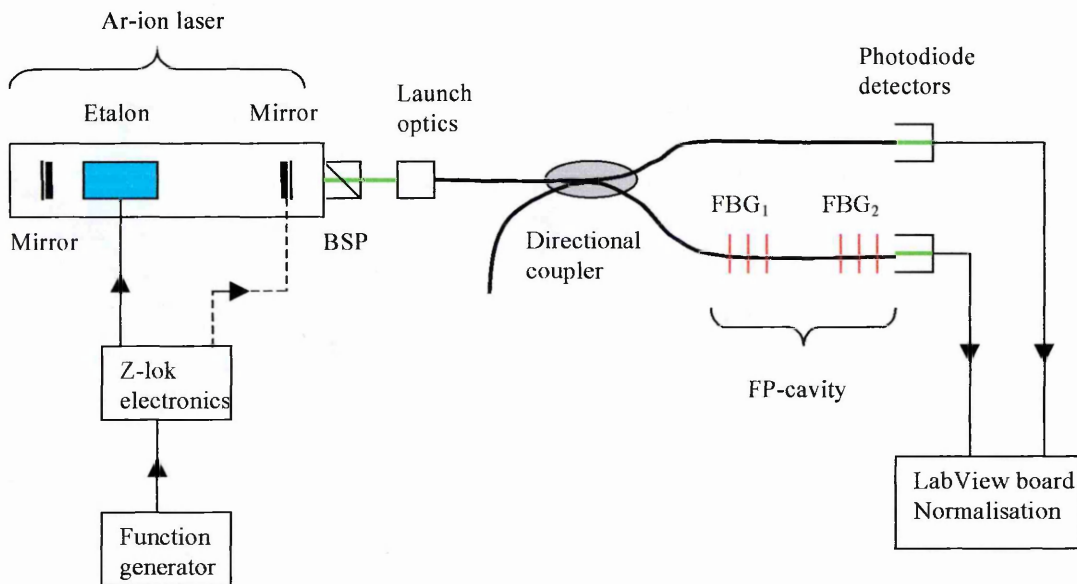 Ar-ion laser
Photodiode
detectors
Etalon
Mirror
Launch
optics
FBG₁
FBG₂
Mirror
BSP
Directional
coupler
Z-lok
electronics
FP-cavity
LabView board
Normalisation
Function
generator